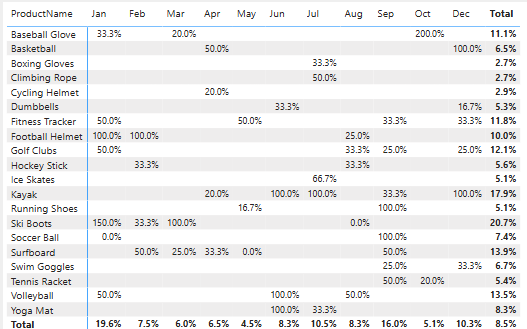 ProductName Jan Feb Mar Apr May Jun Jul Aug Sep Oct Dec Total
Baseball Glove 33.3% 20.0% 200.0% 11.1%
Basketball 50.0% 100.0% 6.5%
Boxing Gloves 33.3% 2.7%
Climbing Rope 50.0% 2.7%
Cycling Helmet 20.0% 2.9%
Dumbbells 33.3% 16.7% 5.3%
Fitness Tracker 50.0% 50.0% 33.3% 33.3% 11.8%
Football Helmet 100.0% 100.0% 25.0% 10.0%
Golf Clubs 50.0% 33.3% 25.0% 25.0% 12.1%
Hockey Stick 33.3% 33.3% 5.6%
Ice Skates 66.7% 5.1%
Kayak 20.0% 100.0% 100.0% 33.3% 100.0% 17.9%
Running Shoes 16.7% 100.0% 5.1%
Ski Boots 150.0% 33.3% 100.0% 0.0% 20.7%
Soccer Ball 0.0% 100.0% 7.4%
Surfboard 50.0% 25.0% 33.3% 0.0% 50.0% 13.9%
Swim Goggles 25.0% 33.3% 6.7%
Tennis Racket 50.0% 20.0% 5.4%
Volleyball 50.0% 100.0% 50.0% 13.5%
Yoga Mat 100.0% 33.3% 8.3%
Total 19.6% 7.5% 6.0% 6.5% 4.5% 8.3% 10.5% 8.3% 16.0% 5.1% 10.3% 8.5%